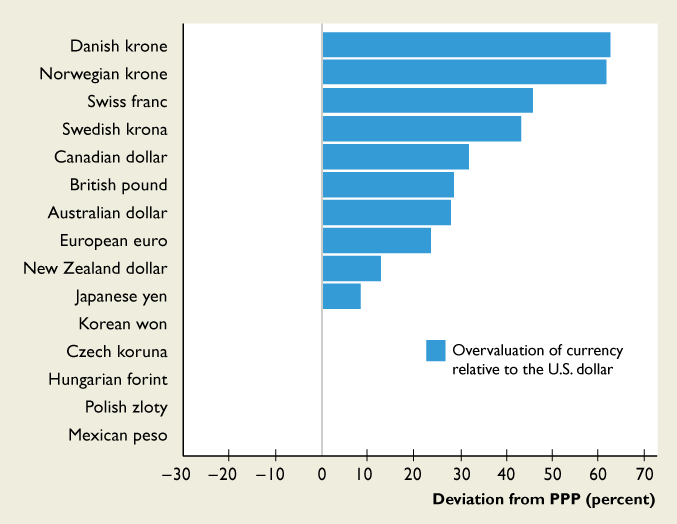 Danish krone
Norwegian krone
Swiss franc
Swedish krona
Canadian dollar
British pound
Australian dollar
European euro
New Zealand dollar
Japanese yen
Korean won
Czech koruna
Hungarian forint
Polish zloty
Mexican peso
Overvaluation of currency
relative to the U.S. dollar
−30 −20 −10 0 10 20 30 40 50 60 70
Deviation from PPP (percent)